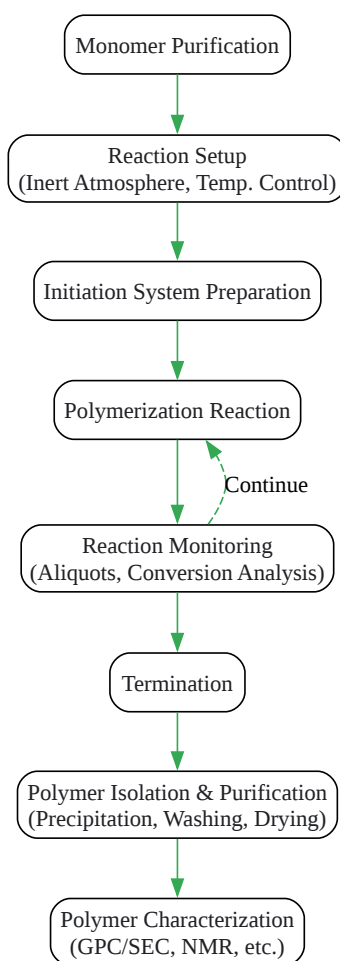 Monomer Purification
Reaction Setup
(Inert Atmosphere, Temp. Control)
Initiation System Preparation
Polymerization Reaction
Continue
Reaction Monitoring
(Aliquots, Conversion Analysis)
Termination
Polymer Isolation & Purification
(Precipitation, Washing, Drying)
Polymer Characterization
(GPC/SEC, NMR, etc.)